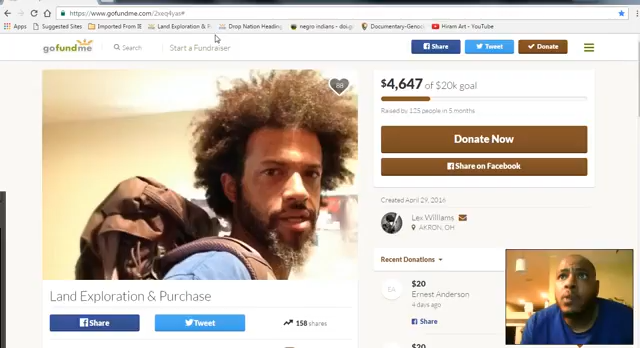 https://www.gofundme.com/2xeq4yas#
Apps
Suggested Sites
Imported From IE
Land Exploration & P
Drop Nation Heading
negro indians - doug
Documentary-Genoc
Hiram Art - YouTube
gofundme
Search
Start a Fundraiser
Share
Tweet
Donate
88
$4,647 of $20k goal
Raised by 125 people in 5 months
Donate Now
Share on Facebook
Created April 29, 2016
Lex Williams
AKRON, OH
Recent Donations
EA
$20
Ernest Anderson
4 days ago
Share
$20
Land Exploration & Purchase
Share
Tweet
158 shares